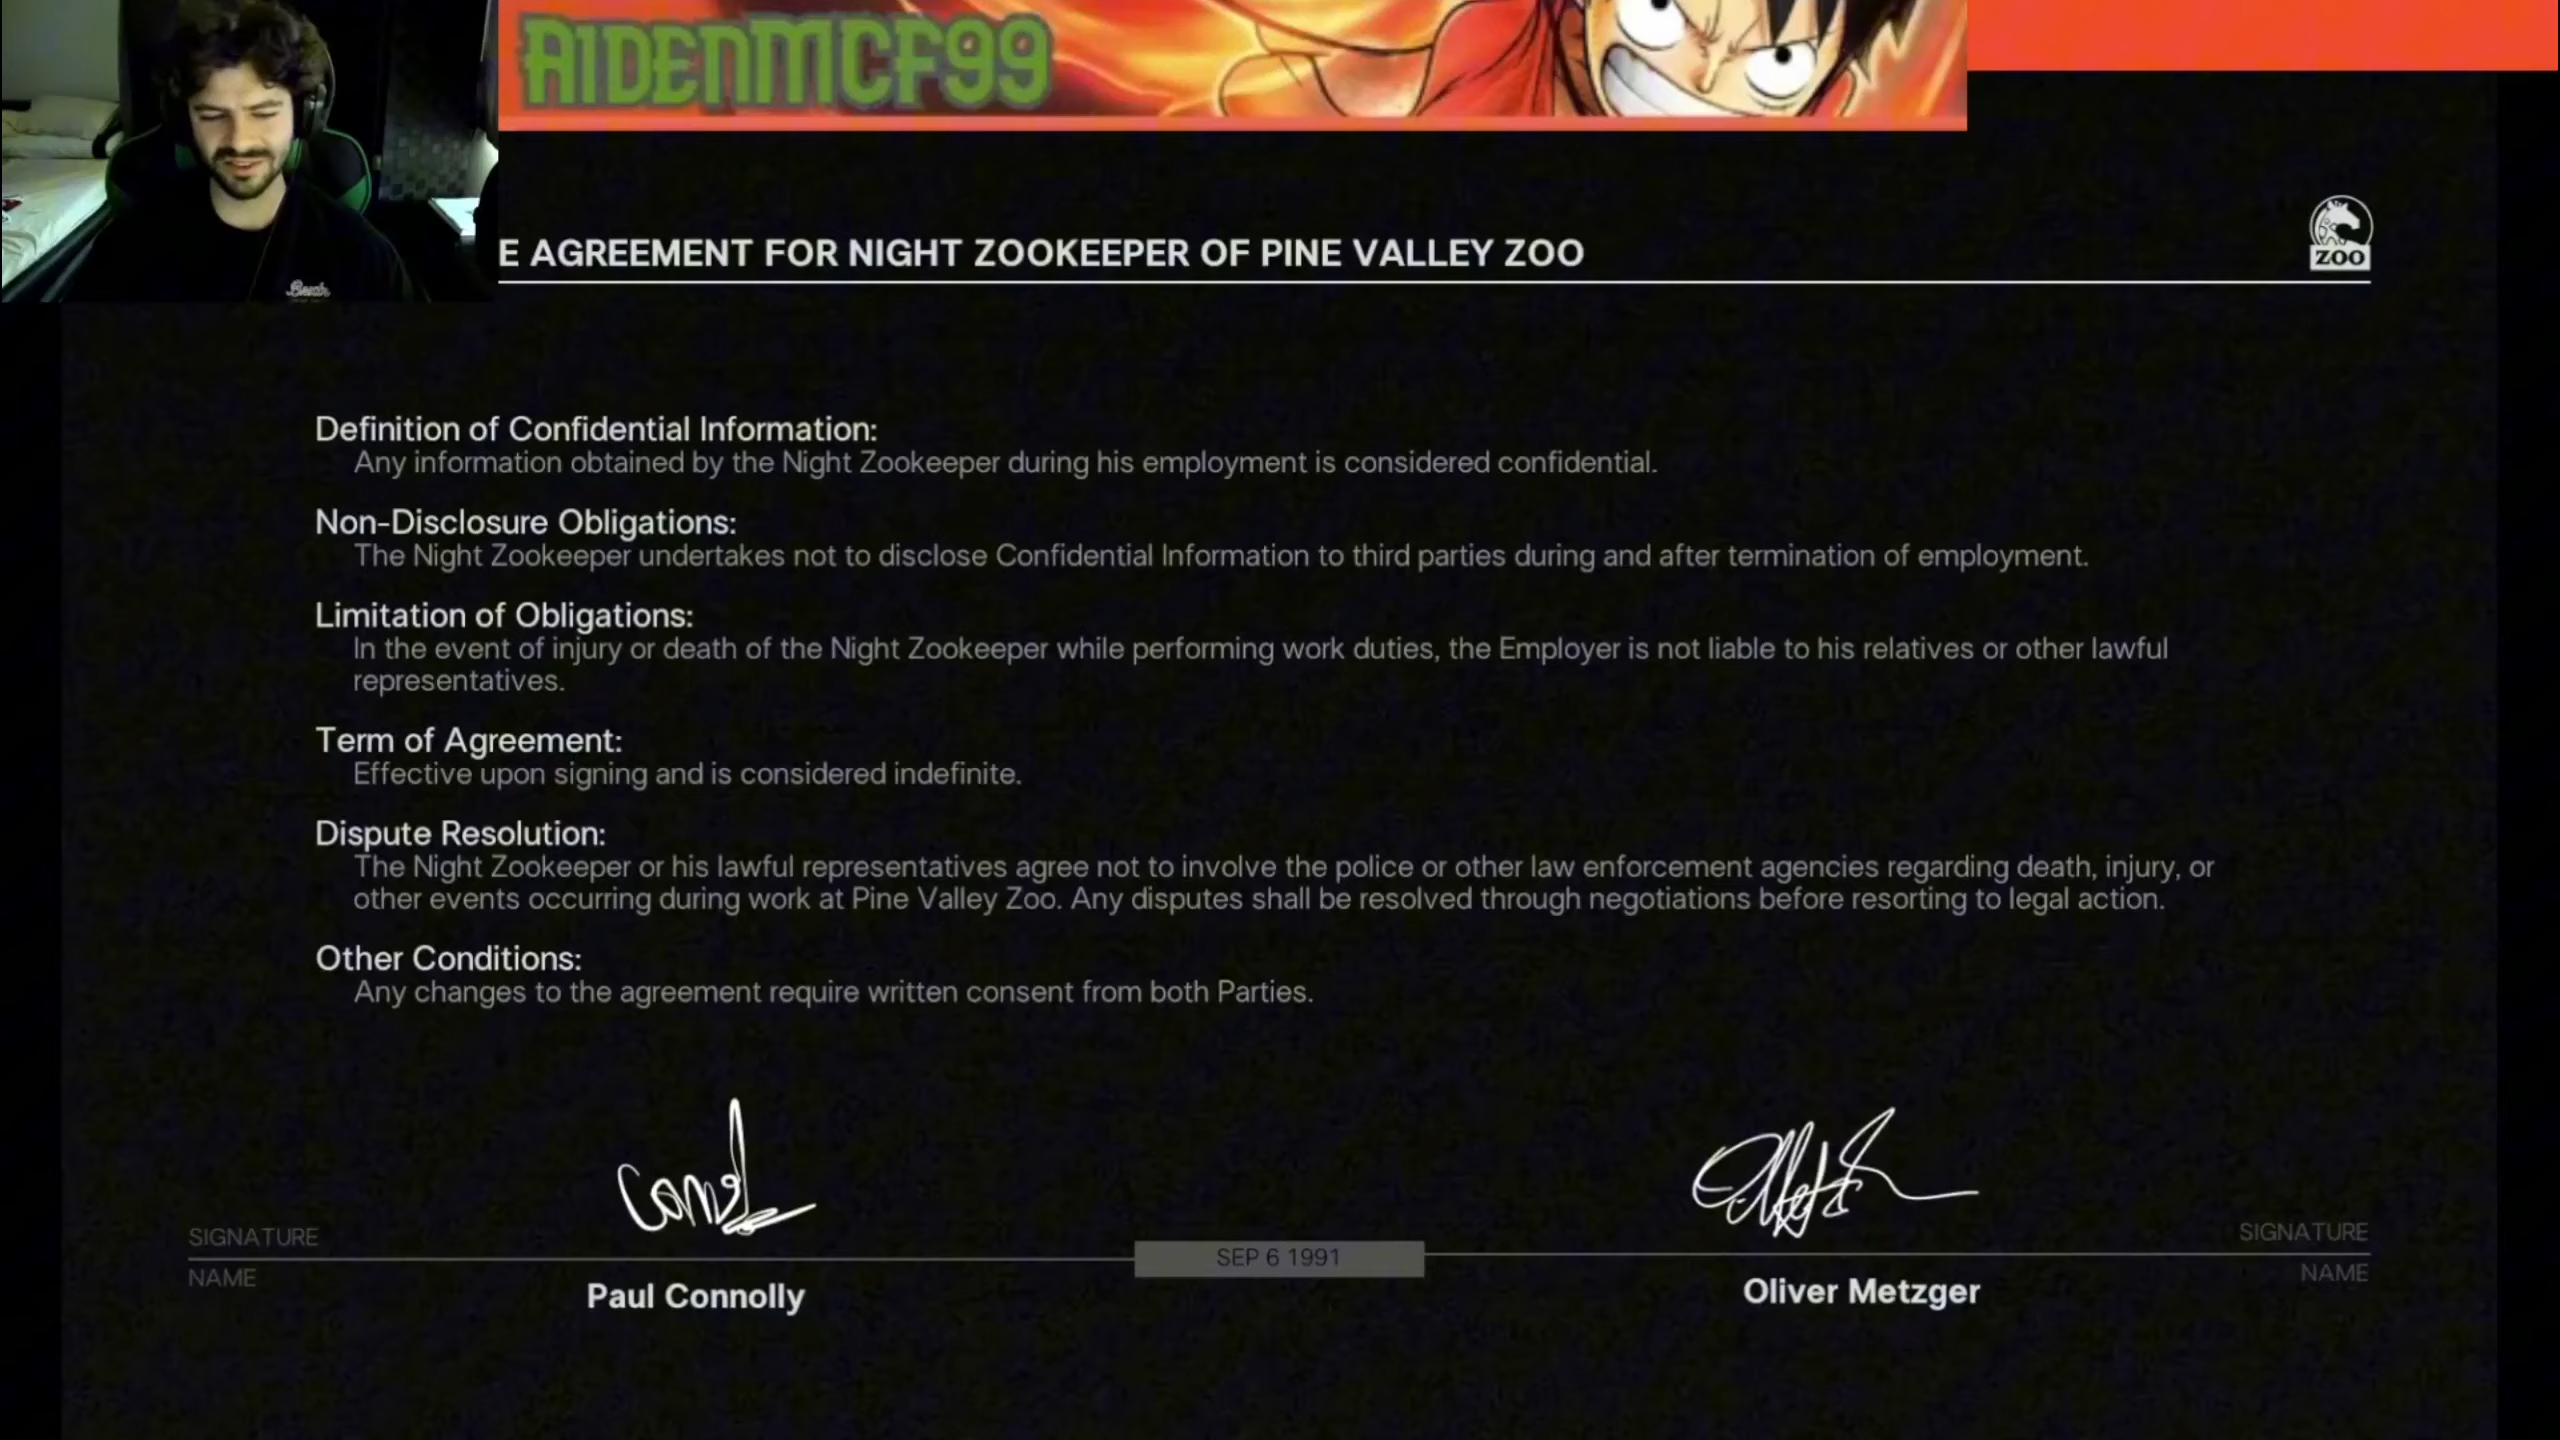 AIDENMCF99
E AGREEMENT FOR NIGHT ZOOKEEPER OF PINE VALLEY ZOO
ZOO
Definition of Confidential Information:
Any information obtained by the Night Zookeeper during his employment is considered confidential.
Non-Disclosure Obligations:
The Night Zookeeper undertakes not to disclose Confidential Information to third parties during and after termination of employment.
Limitation of Obligations:
In the event of injury or death of the Night Zookeeper while performing work duties, the Employer is not liable to his relatives or other lawful
representatives.
Term of Agreement:
Effective upon signing and is considered indefinite.
Dispute Resolution:
The Night Zookeeper or his lawful representatives agree not to involve the police or other law enforcement agencies regarding death, injury, or
other events occurring during work at Pine Valley Zoo. Any disputes shall be resolved through negotiations before resorting to legal action.
Other Conditions:
Any changes to the agreement require written consent from both Parties.
SIGNATURE
NAME
Paul Connolly
SEP 6 1991
SIGNATURE
NAME
Oliver Metzger